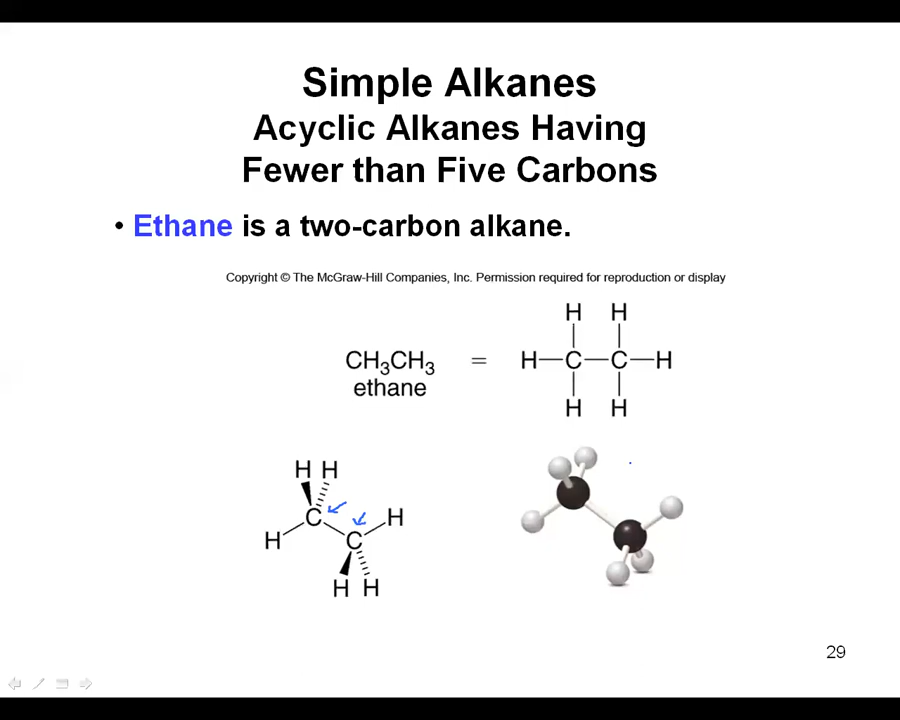 Simple Alkanes
Acyclic Alkanes Having
Fewer than Five Carbons
• Ethane is a two-carbon alkane.
Copyright © The McGraw-Hill Companies, Inc. Permission required for reproduction or display
H H
CH₃CH₃ = H—C—C—H
ethane
H H
H H
C H
H C
H H
29